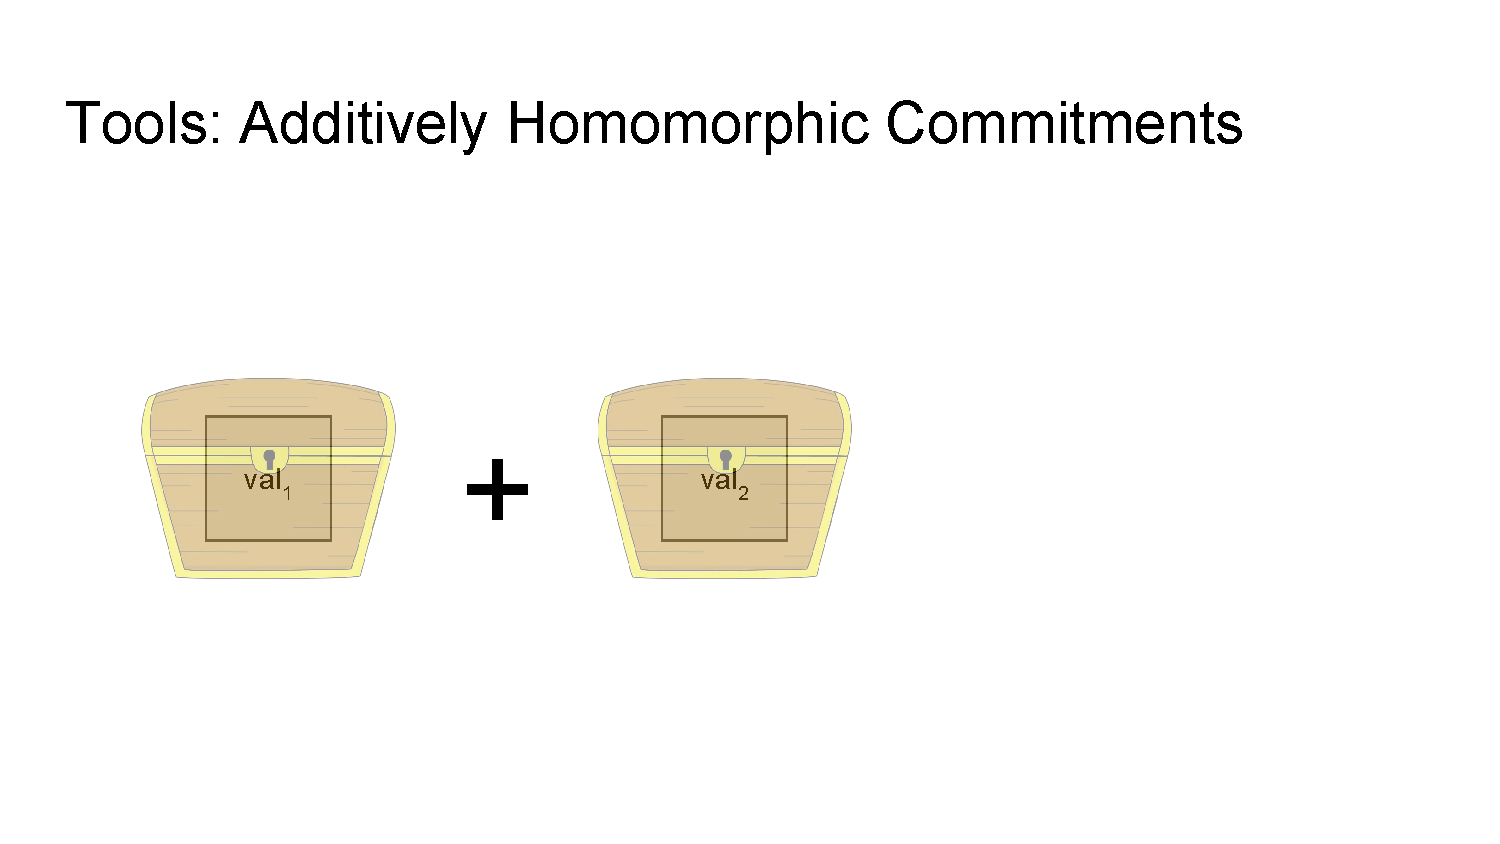 Tools: Additively Homomorphic Commitments
val₁ + val₂